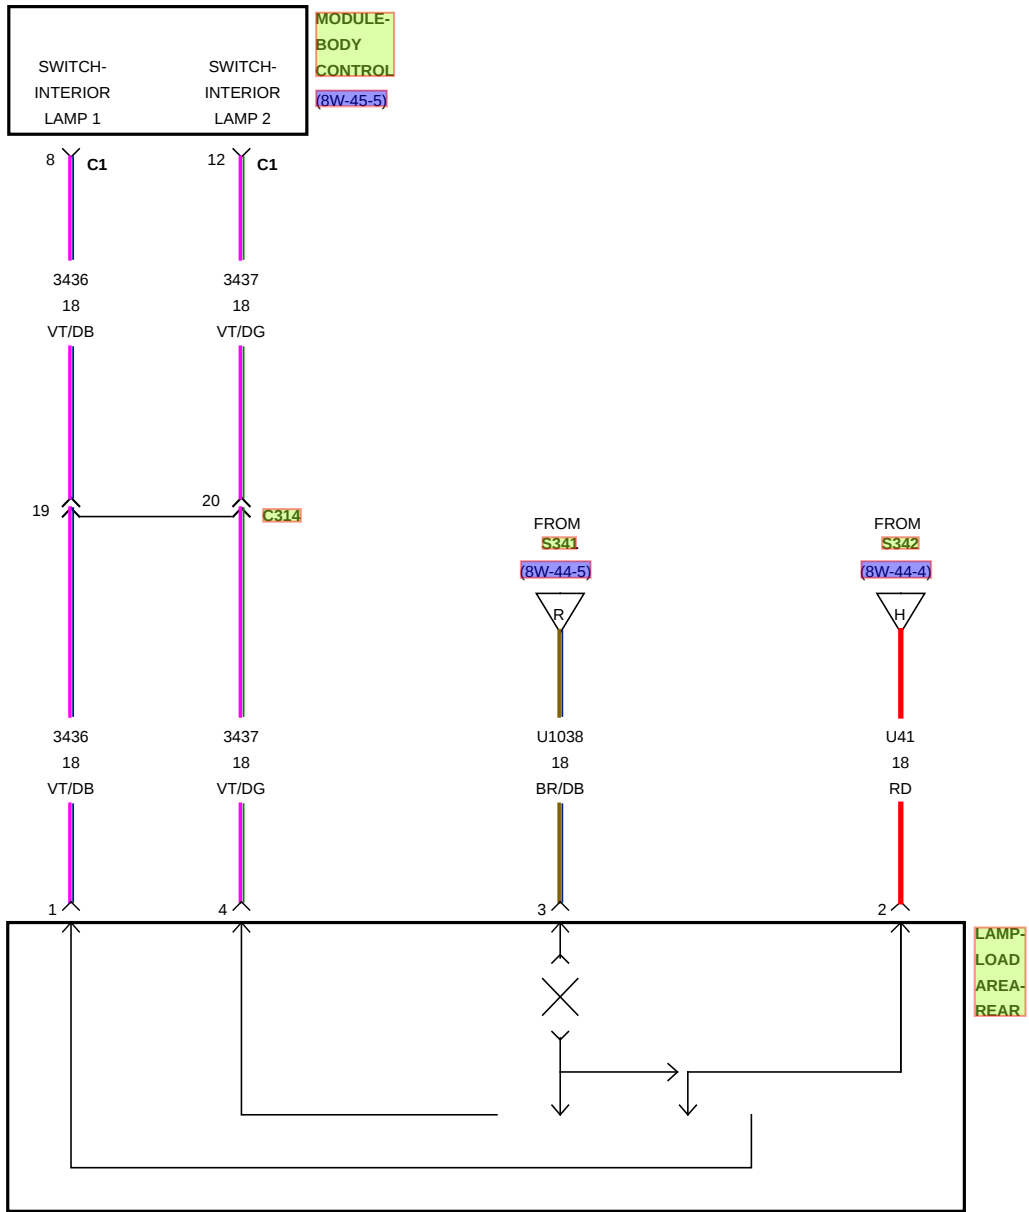 MODULE-
BODY
CONTROL
(8W-45-5)
SWITCH-
INTERIOR
LAMP 1
SWITCH-
INTERIOR
LAMP 2
8
C1
12
C1
3436
18
VT/DB
3437
18
VT/DG
19
20
C314
FROM
S341
(8W-44-5)
R
FROM
S342
(8W-44-4)
H
3436
18
VT/DB
3437
18
VT/DG
U1038
18
BR/DB
U41
18
RD
1
4
3
2
LAMP-
LOAD
AREA-
REAR